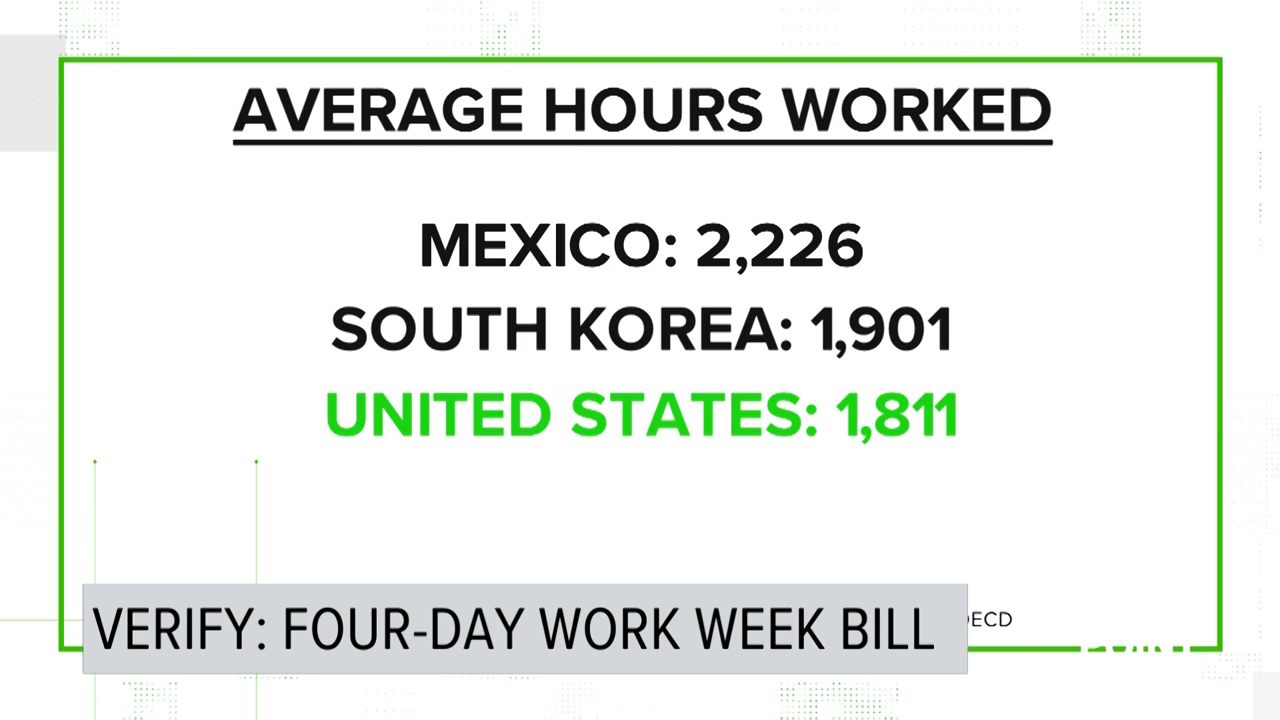 AVERAGE HOURS WORKED
MEXICO: 2,226
SOUTH KOREA: 1,901
UNITED STATES: 1,811
VERIFY: FOUR-DAY WORK WEEK BILL
OECD